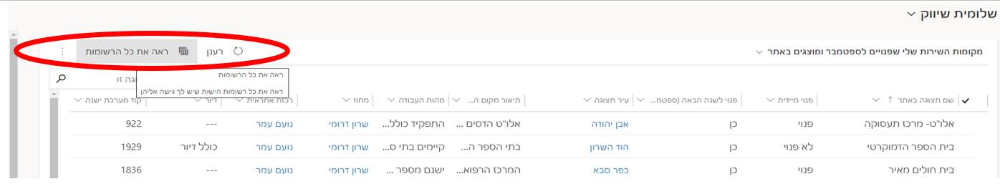 שלומית שיווק
מקומות השירות שלי שפנויים לספטמבר ומוצגים באתר
רענן
ראה את כל הרשומות
וגה זו
ראה את כל הרשומות
ראה את כל רשומות הישות שיש לך גישה אליהן
שם תצוגה באתר פנוי מיידית פנוי לשנה הבאה (ספטמ... עיר תצוגה תיאור מקום ה... מהות העבודה מחוז רכזת אחראית דיור קוד מערכת ישנה
אלו"ט- מרכז תעסוקה פנוי כן אבן יהודה אלו"ט הדסים ... התפקיד כולל... שרון דרומי נועם עמר --- 922
בית הספר הדמוקרטי לא פנוי כן הוד השרון בתי הספר ה... קיימים בתי ס... שרון דרומי נועם עמר כולל דיור 1929
בית חולים מאיר פנוי כן כפר סבא המרכז הרפוא... ישנם מספר ... שרון דרומי נועם עמר --- 1836